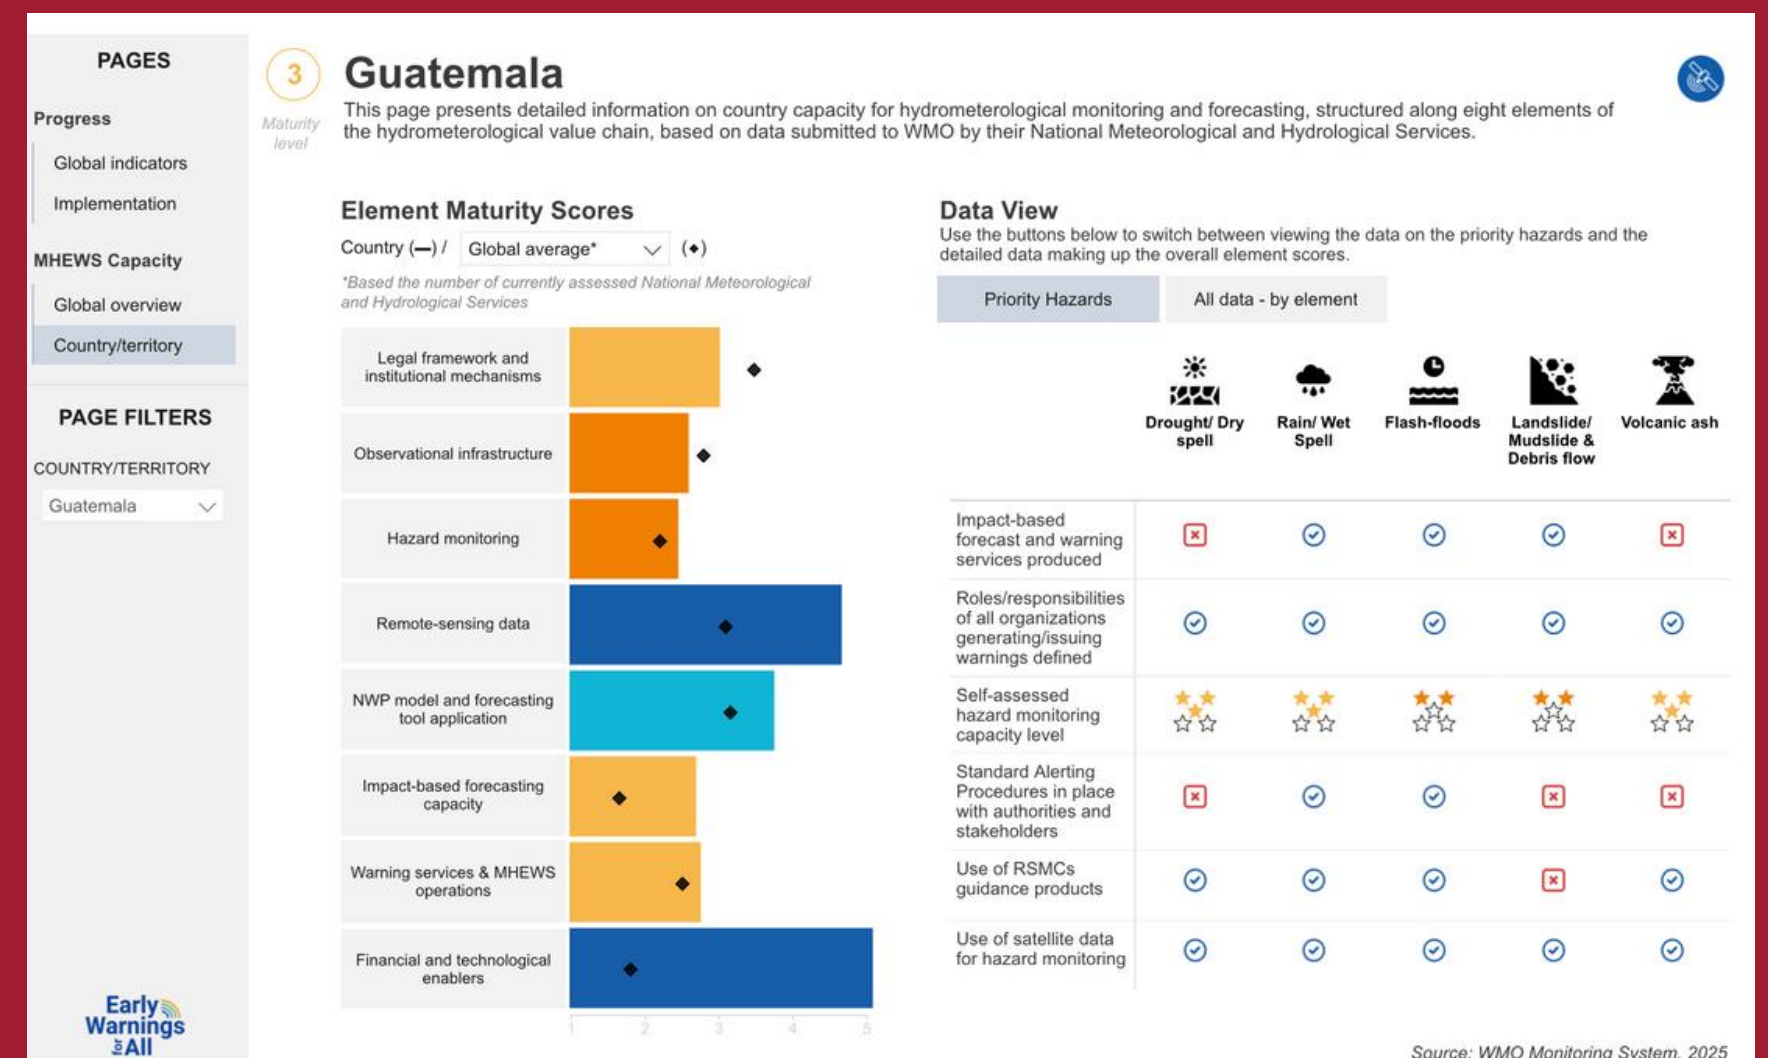 PAGES
Progress
Global indicators
Implementation
MHEWS Capacity
Global overview
Country/territory
PAGE FILTERS
COUNTRY/TERRITORY
Guatemala
Early
Warnings
for
All
3
Maturity
level
Guatemala
This page presents detailed information on country capacity for hydrometerological monitoring and forecasting, structured along eight elements of
the hydrometerological value chain, based on data submitted to WMO by their National Meteorological and Hydrological Services.
Element Maturity Scores
Country (—) / Global average* (◆)
*Based the number of currently assessed National Meteorological
and Hydrological Services
Legal framework and
institutional mechanisms
Observational infrastructure
Hazard monitoring
Remote-sensing data
NWP model and forecasting
tool application
Impact-based forecasting
capacity
Warning services & MHEWS
operations
Financial and technological
enablers
1 2 3 4 5
Data View
Use the buttons below to switch between viewing the data on the priority hazards and the
detailed data making up the overall element scores.
Priority Hazards
All data - by element
Drought/ Dry
spell
Rain/ Wet
Spell
Flash-floods
Landslide/
Mudslide &
Debris flow
Volcanic ash
Impact-based
forecast and warning
services produced
Roles/responsibilities
of all organizations
generating/issuing
warnings defined
Self-assessed
hazard monitoring
capacity level
Standard Alerting
Procedures in place
with authorities and
stakeholders
Use of RSMCs
guidance products
Use of satellite data
for hazard monitoring
Source: WMO Monitoring System, 2025